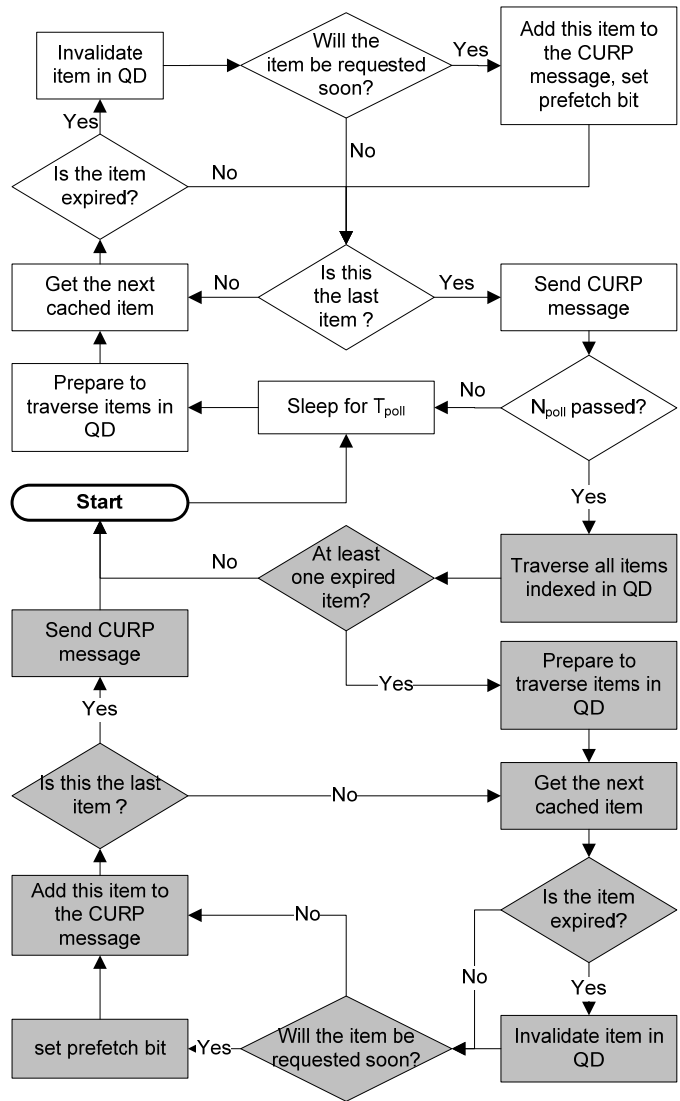 Invalidate
item in QD
Will the
item be requested
soon?
Yes
Add this item to
the CURP
message, set
prefetch bit
Yes
No
Is the item
expired?
No
Get the next
cached item
No
Is this
the last
item ?
Yes
Send CURP
message
Prepare to
traverse items in
QD
Sleep for Tpoll
No
Npoll passed?
Start
Yes
No
At least
one expired
item?
Traverse all items
indexed in QD
Send CURP
message
Yes
Prepare to
traverse items in
QD
Yes
Is this the last
item ?
No
Get the next
cached item
Add this item to
the CURP
message
No
Is the item
expired?
No
Yes
set prefetch bit
Yes
Will the item be
requested soon?
Invalidate item in
QD